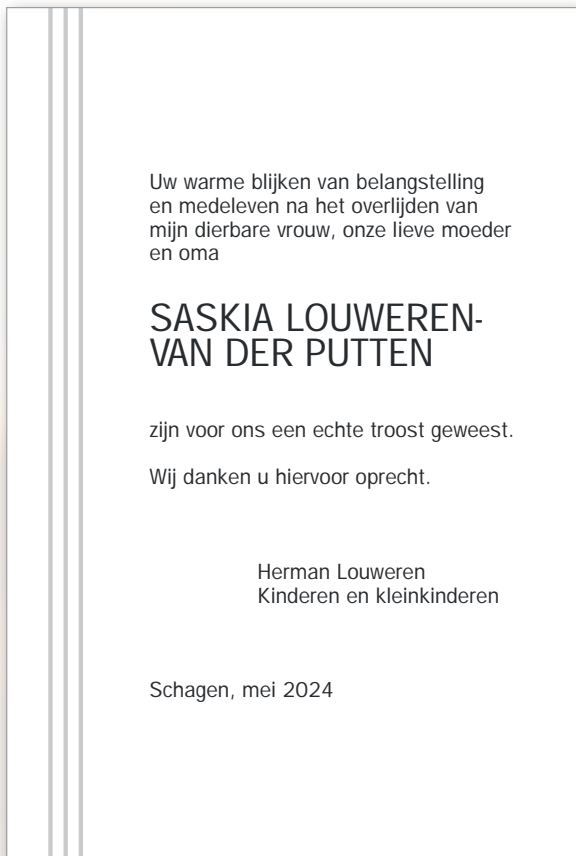 Uw warme blijken van belangstelling
en medeleven na het overlijden van
mijn dierbare vrouw, onze lieve moeder
en oma
SASKIA LOUWEREN-
VAN DER PUTTEN
zijn voor ons een echte troost geweest.
Wij danken u hiervoor oprecht.
Herman Louweren
Kinderen en kleinkinderen
Schagen, mei 2024